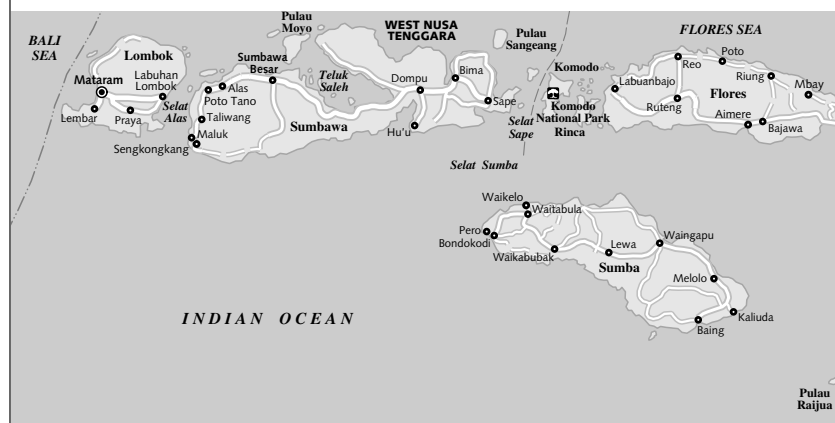 BALI
SEA
Lombok
Mataram
Labuhan
Lombok
Lembar
Praya
Selat
Alas
Pulau
Moyo
Sumbawa
Besar
Alas
Poto Tano
Taliwang
Maluk
Sengkongkang
Teluk
Saleh
Sumbawa
WEST NUSA
TENGGARA
Dompu
Bima
Sape
Hu'u
Pulau
Sangeang
Selat
Sape
Komodo
Komodo
National Park
Rinca
FLORES SEA
Labuanbajo
Reo
Poto
Riung
Mbay
Ruteng
Flores
Aimere
Bajawa
Selat Sumba
Waikelo
Waitabula
Pero
Bondokodi
Waikabubak
Lewa
Waingapu
Sumba
Melolo
Kaliuda
Baing
INDIAN OCEAN
Pulau
Raijua